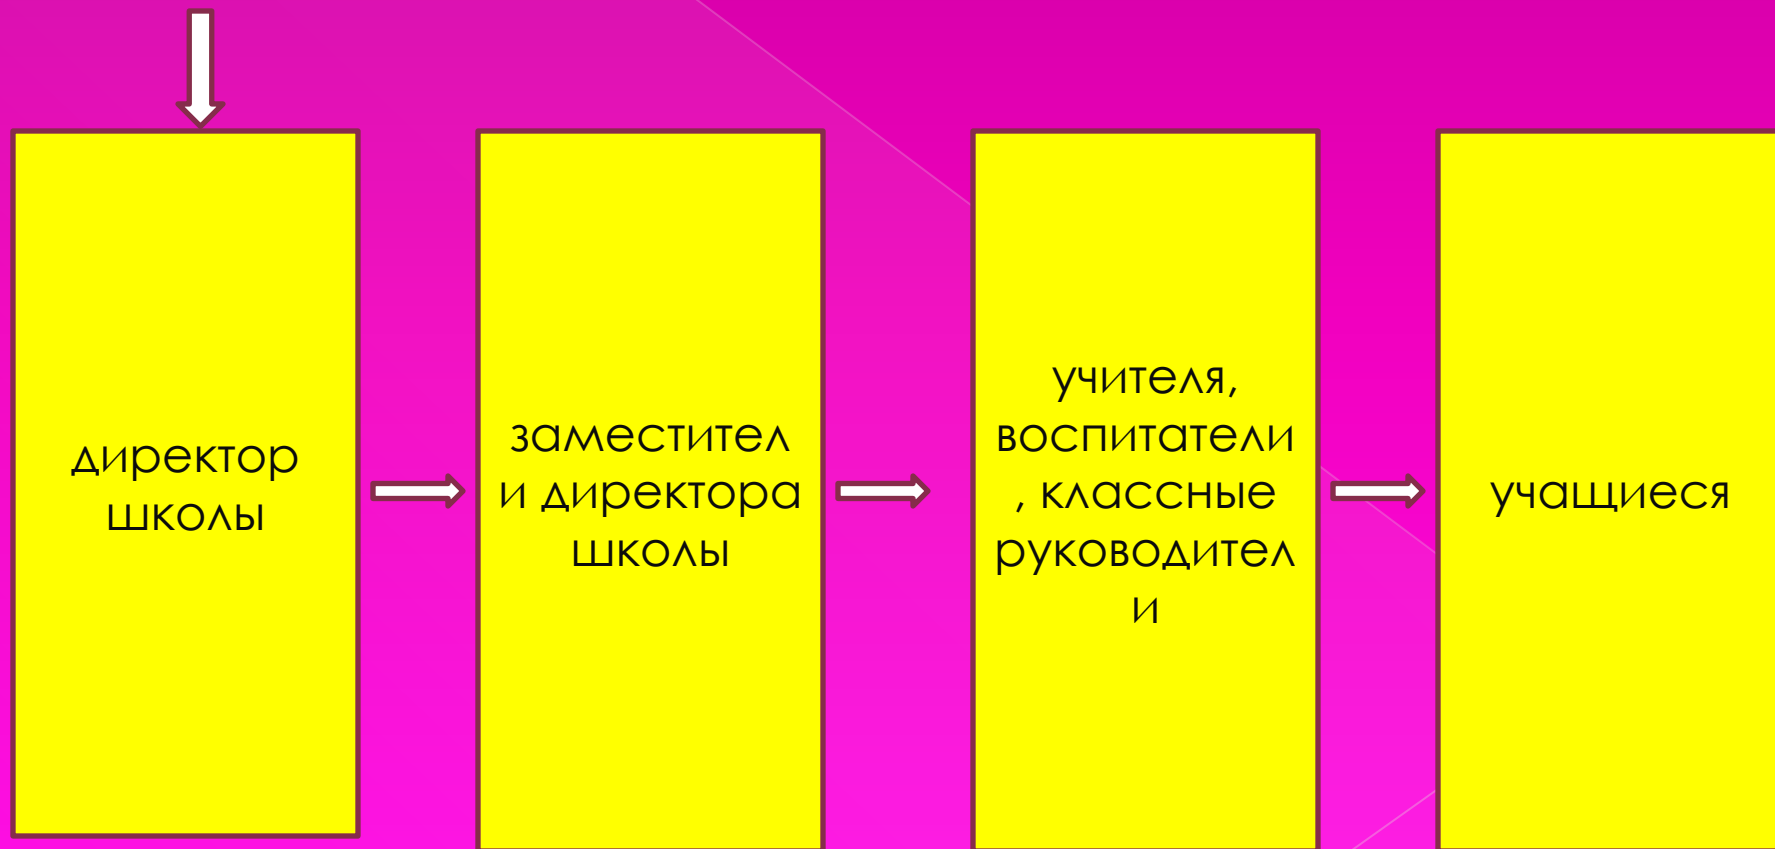 директор
школы
заместител
и директора
школы
учителя,
воспитатели
, классные
руководител
и
учащиеся